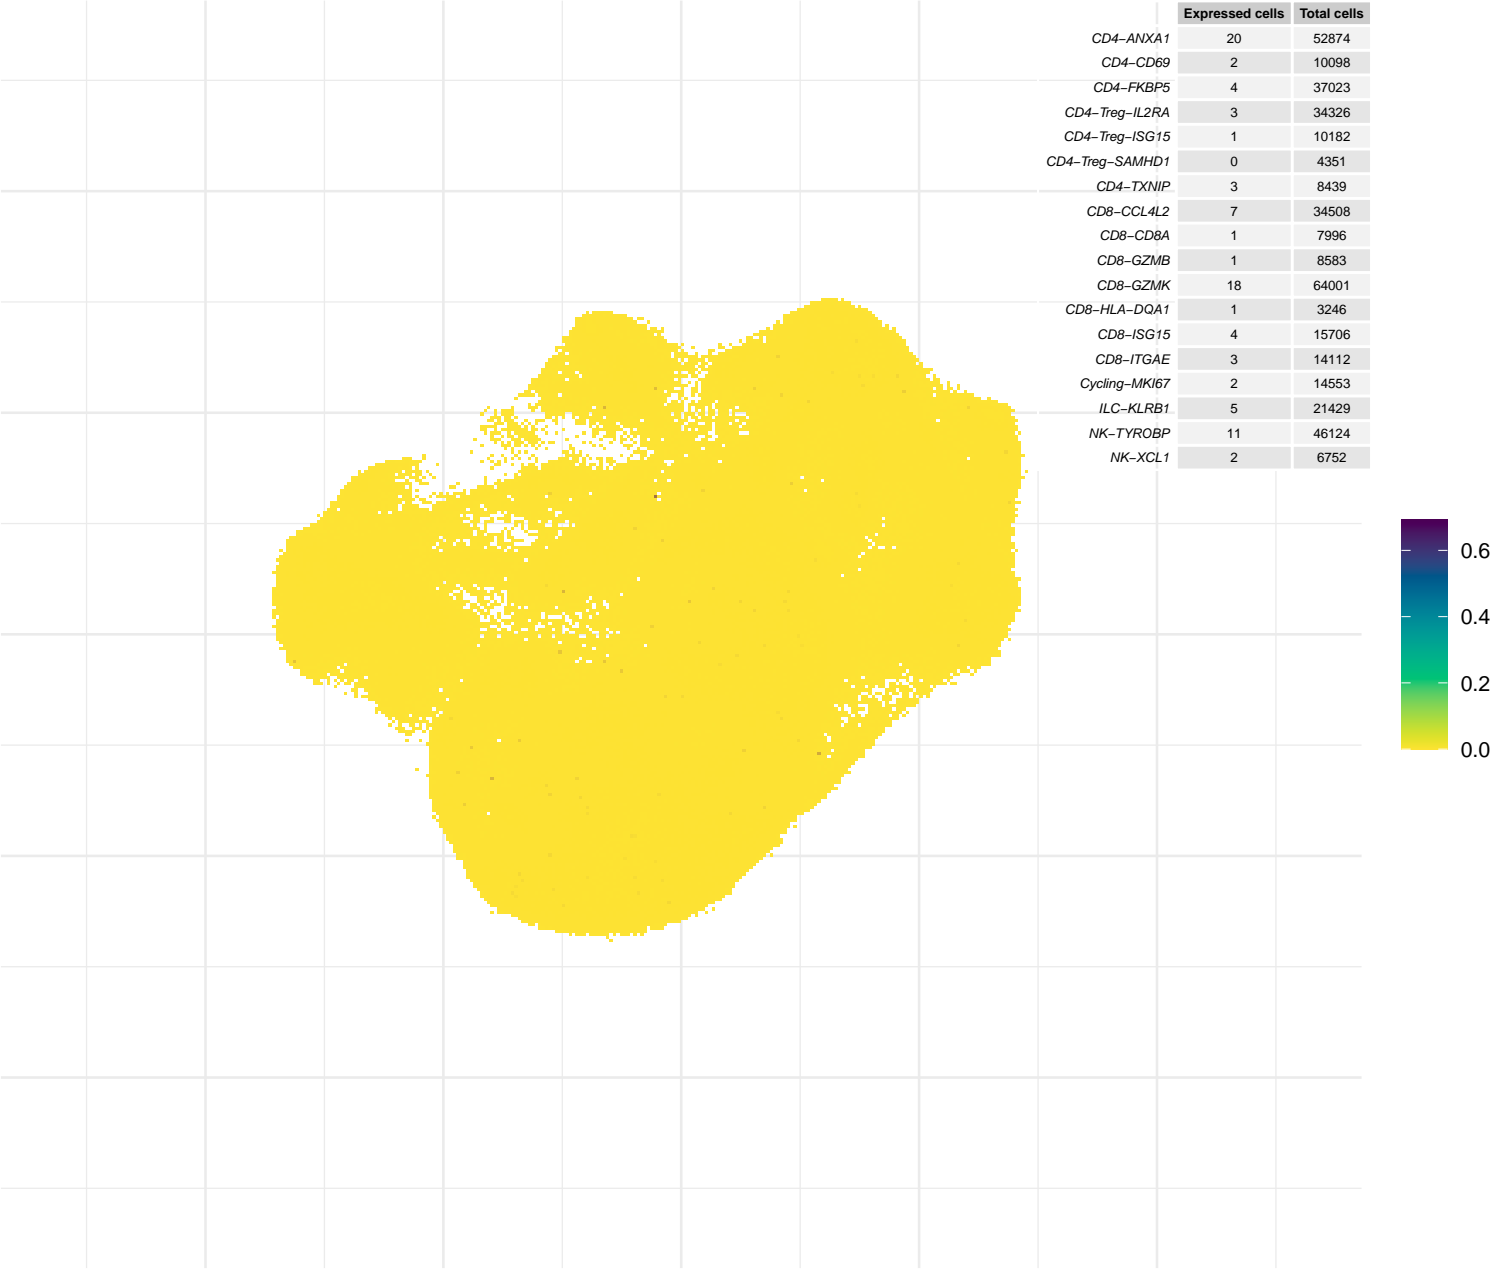 Expressed cells Total cells
CD4−ANXA1 20 52874
CD4−CD69 2 10098
CD4−FKBP5 4 37023
CD4−Treg−IL2RA 3 34326
CD4−Treg−ISG15 1 10182
CD4−Treg−SAMHD1 0 4351
CD4−TXNIP 3 8439
CD8−CCL4L2 7 34508
CD8−CD8A 1 7996
CD8−GZMB 1 8583
CD8−GZMK 18 64001
CD8−HLA−DQA1 1 3246
CD8−ISG15 4 15706
CD8−ITGAE 3 14112
Cycling−MKI67 2 14553
ILC−KLRB1 5 21429
NK−TYROBP 11 46124
NK−XCL1 2 6752
0.6
0.4
0.2
0.0